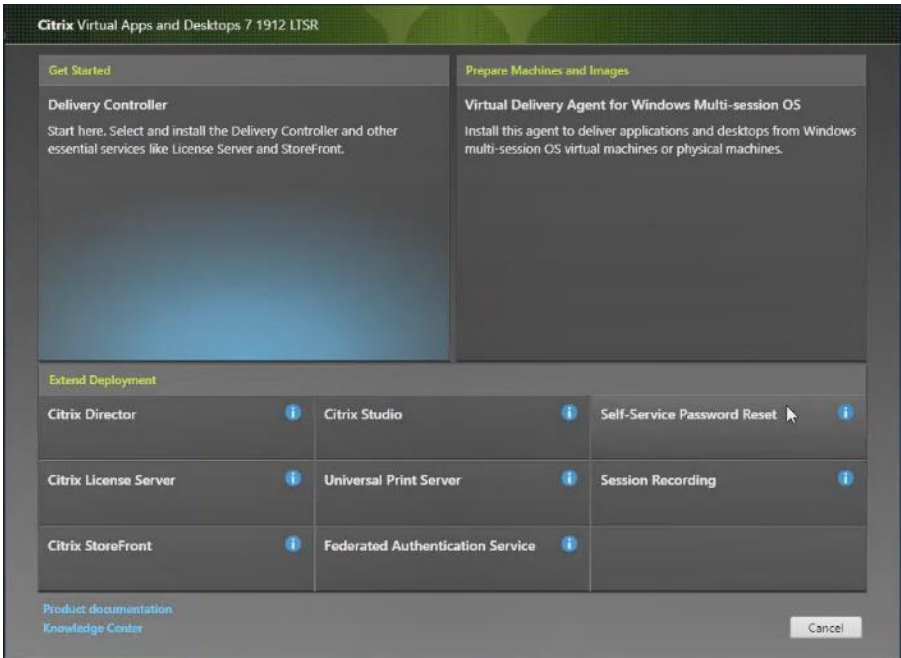 Citrix Virtual Apps and Desktops 7 1912 LTSR
Get Started
Delivery Controller
Start here. Select and install the Delivery Controller and other
essential services like License Server and StoreFront.
Prepare Machines and Images
Virtual Delivery Agent for Windows Multi-session OS
Install this agent to deliver applications and desktops from Windows
multi-session OS virtual machines or physical machines.
Extend Deployment
Citrix Director
Citrix Studio
Self-Service Password Reset
Citrix License Server
Universal Print Server
Session Recording
Citrix StoreFront
Federated Authentication Service
Product documentation
Knowledge Center
Cancel